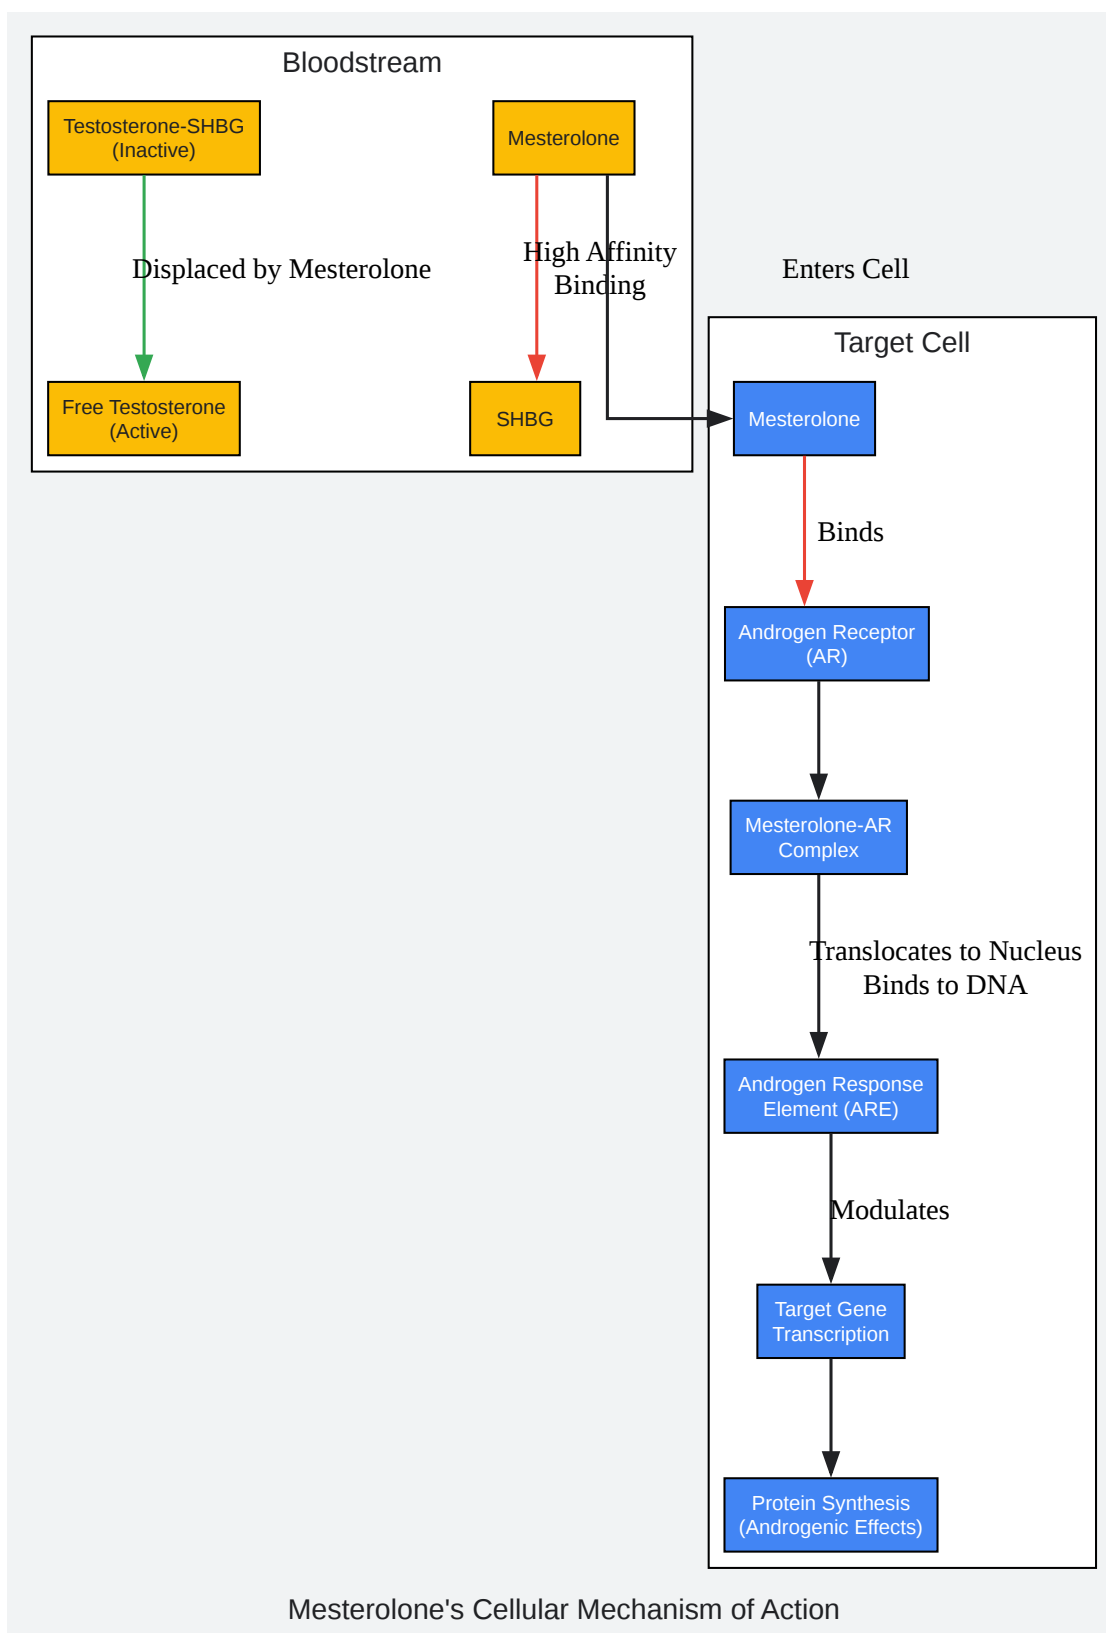 Bloodstream
Testosterone-SHBG
(Inactive)
Mesterolone
Displaced by Mesterolone
High Affinity
Binding
Enters Cell
Target Cell
Free Testosterone
(Active)
SHBG
Mesterolone
Binds
Androgen Receptor
(AR)
Mesterolone-AR
Complex
Translocates to Nucleus
Binds to DNA
Androgen Response
Element (ARE)
Modulates
Target Gene
Transcription
Protein Synthesis
(Androgenic Effects)
Mesterolone's Cellular Mechanism of Action